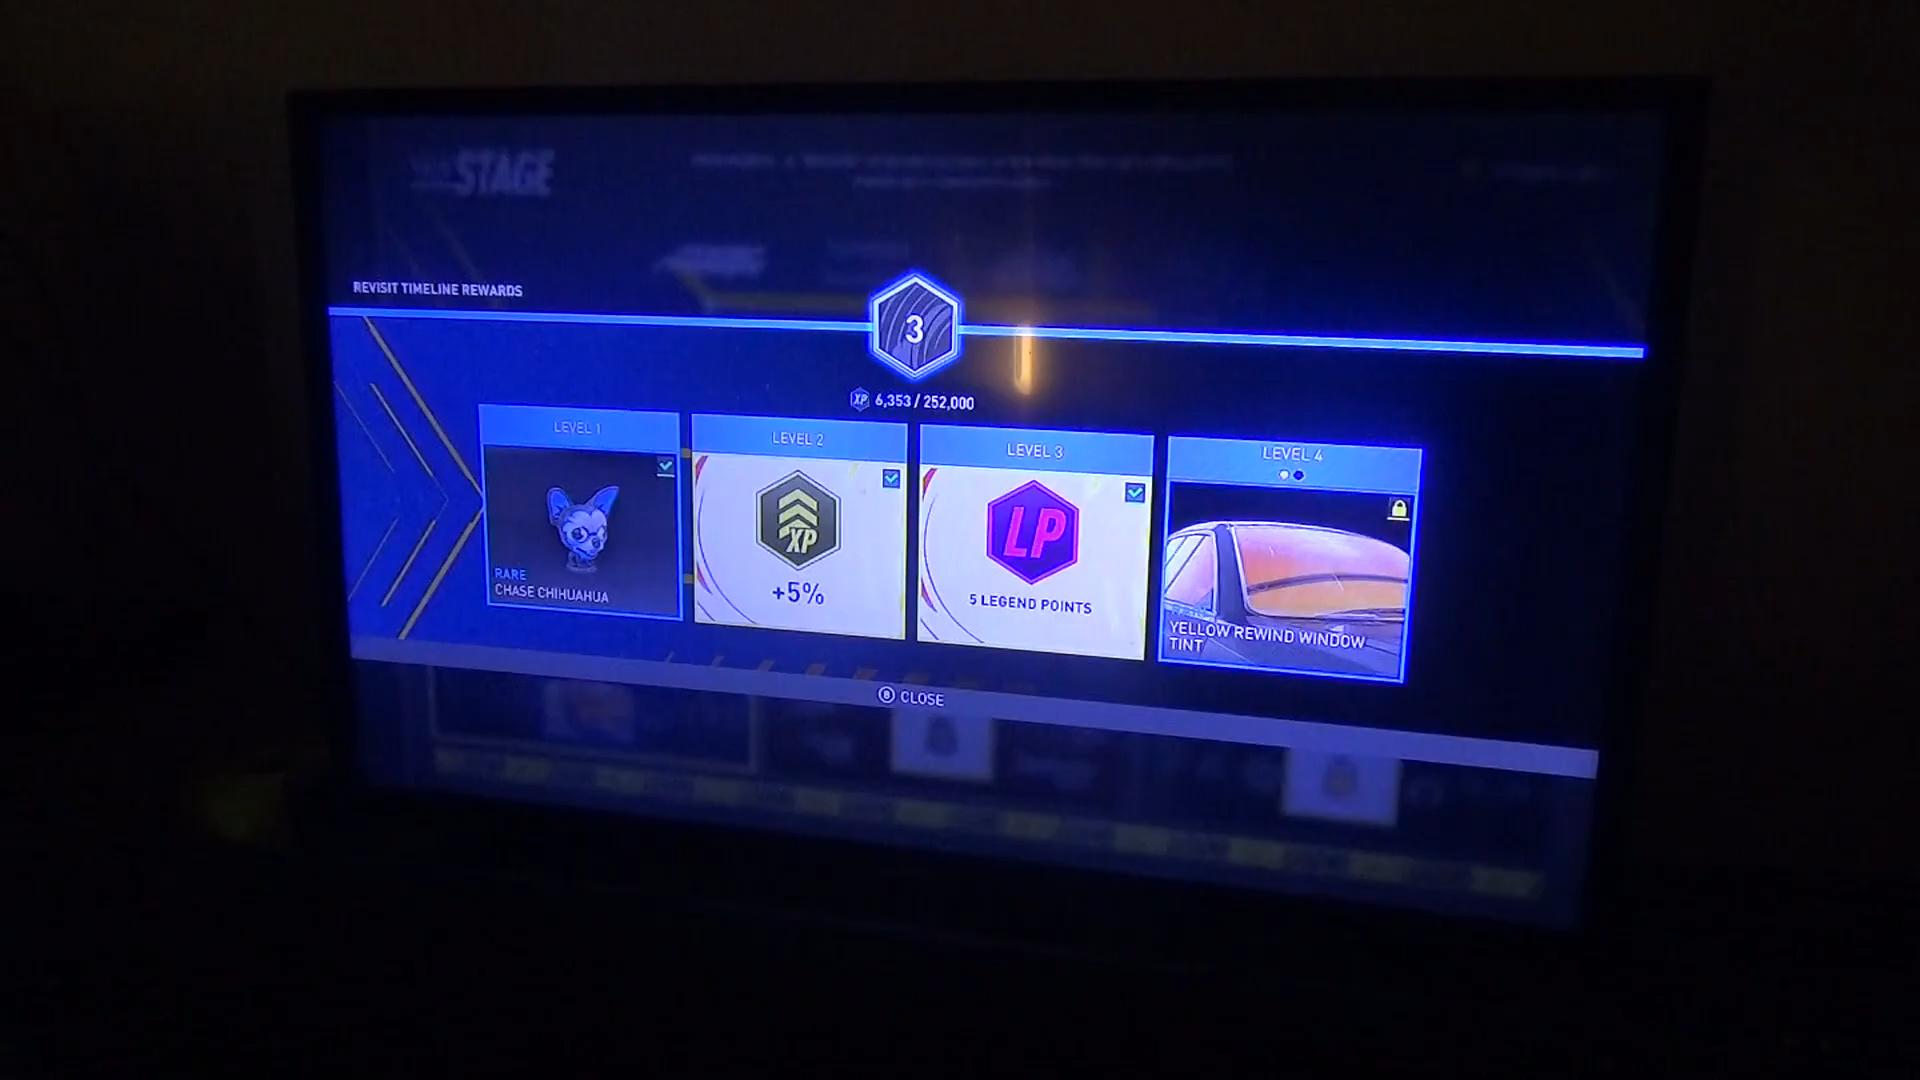 STAGE
REVISIT TIMELINE REWARDS
3
XP 6,353 / 252,000
LEVEL 1
RARE
CHASE CHIHUAHUA
LEVEL 2
XP
+5%
LEVEL 3
LP
5 LEGEND POINTS
LEVEL 4
YELLOW REWIND WINDOW
TINT
B CLOSE